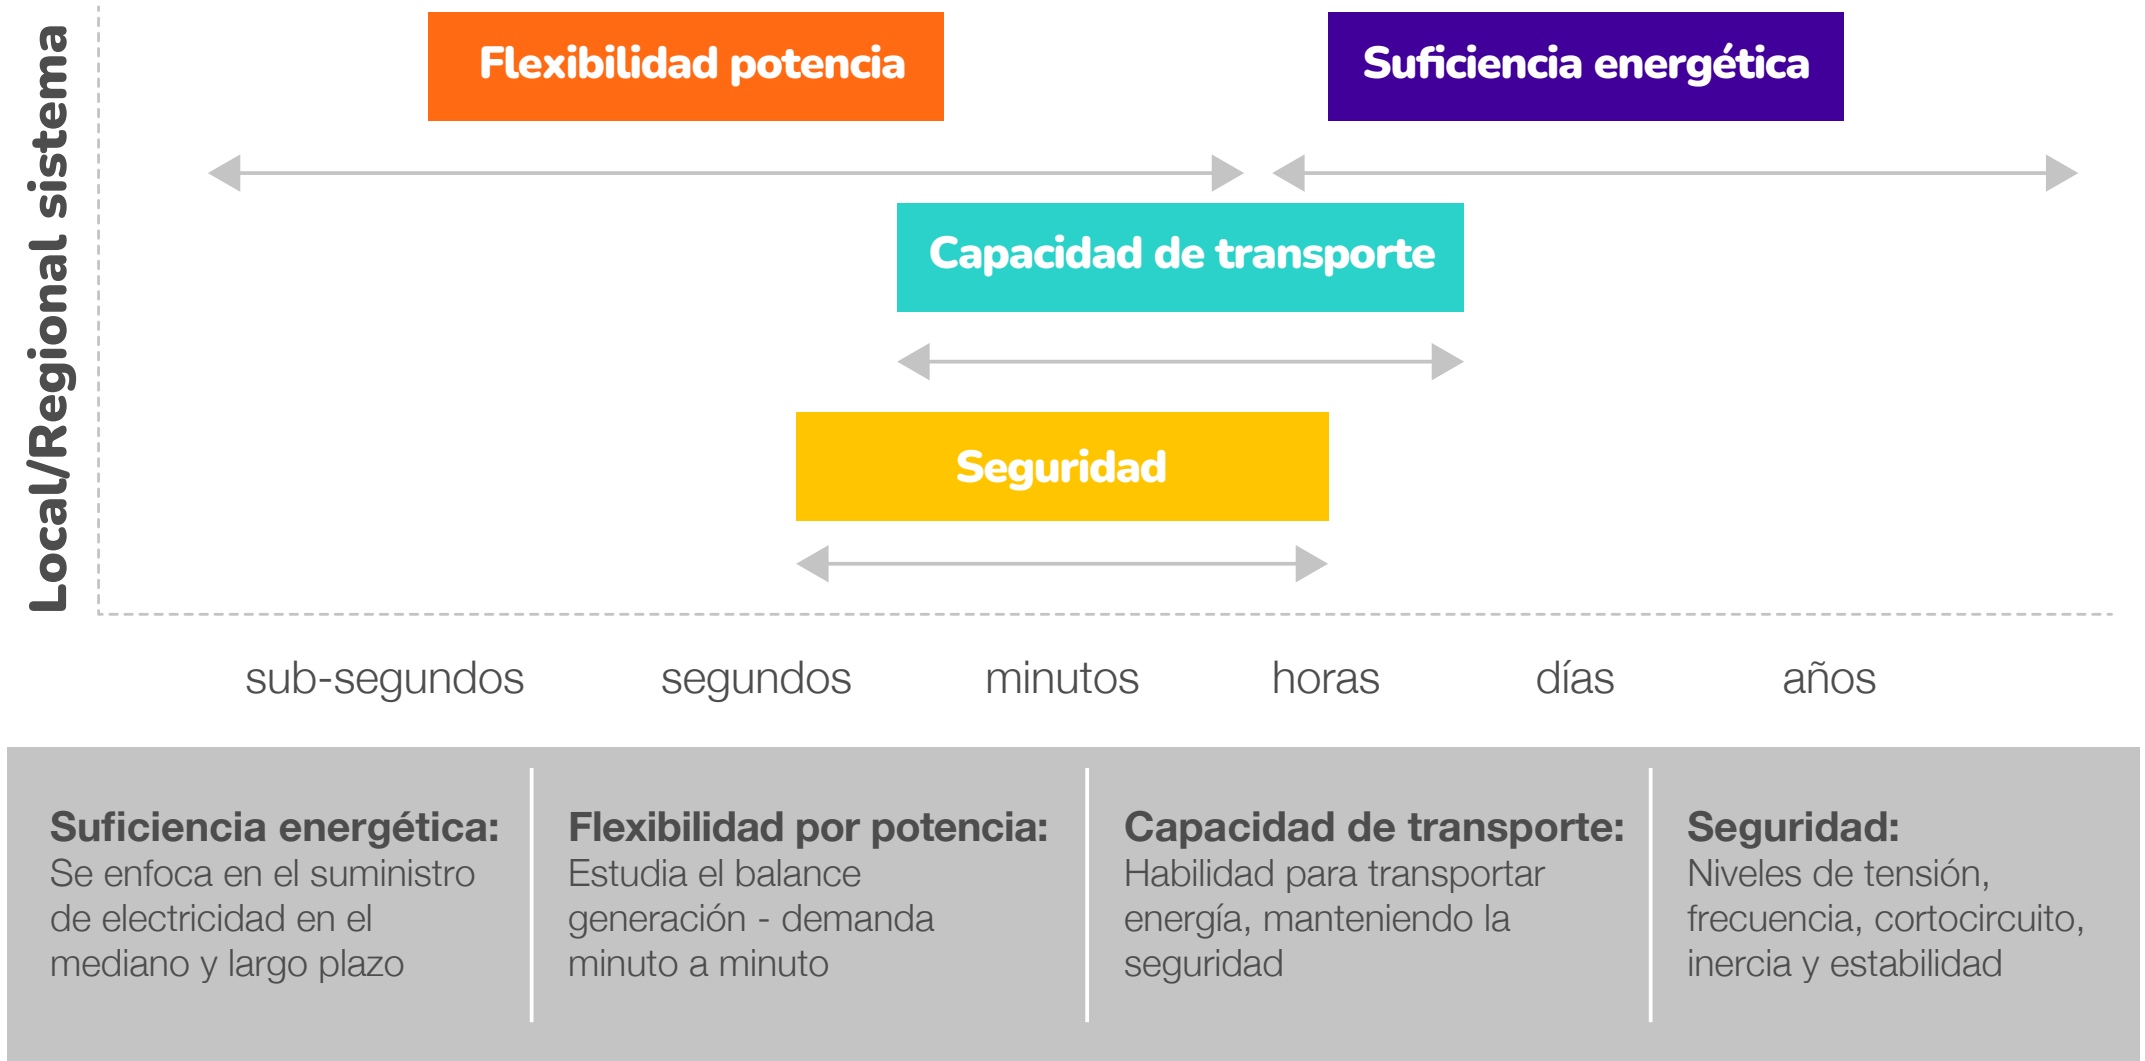 Local/Regional sistema
Flexibilidad potencia
Suficiencia energética
Capacidad de transporte
Seguridad
sub-segundos
segundos
minutos
horas
días
años
Suficiencia energética:
Se enfoca en el suministro
de electricidad en el
mediano y largo plazo
Flexibilidad por potencia:
Estudia el balance
generación - demanda
minuto a minuto
Capacidad de transporte:
Habilidad para transportar
energía, manteniendo la
seguridad
Seguridad:
Niveles de tensión,
frecuencia, cortocircuito,
inercia y estabilidad